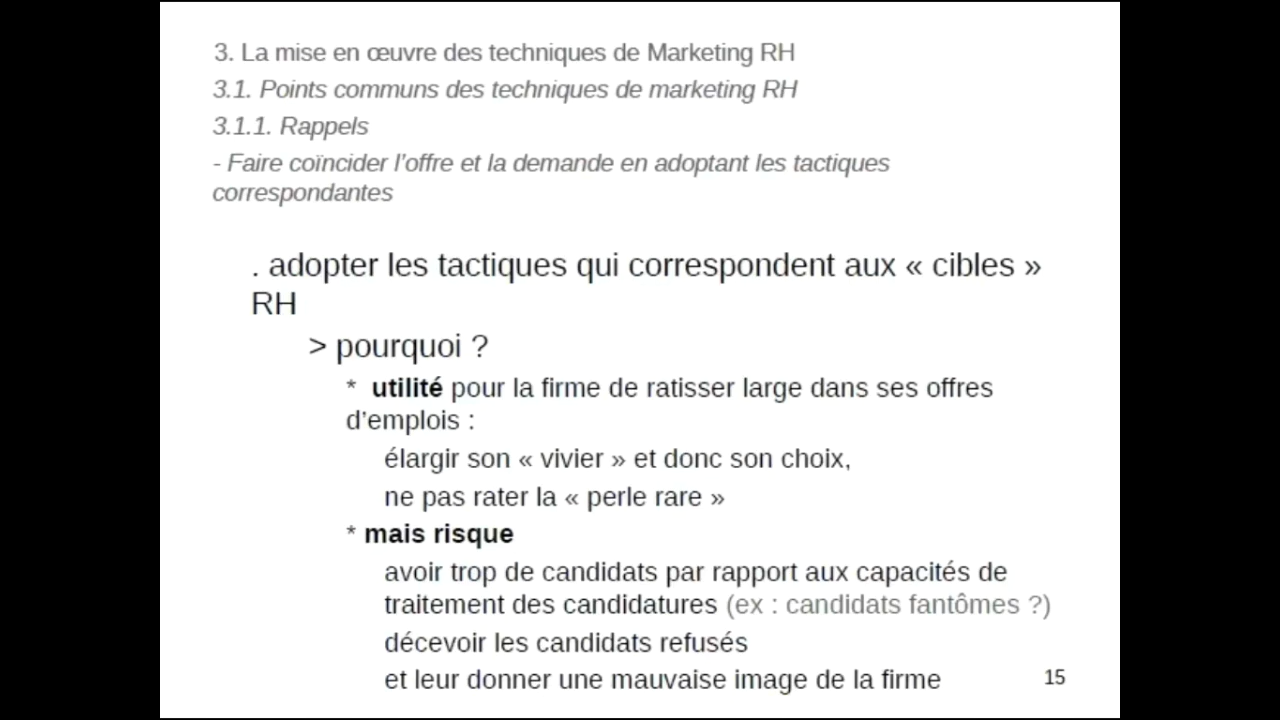 3. La mise en œuvre des techniques de Marketing RH
3.1. Points communs des techniques de marketing RH
3.1.1. Rappels
- Faire coïncider l’offre et la demande en adoptant les tactiques
correspondantes
. adopter les tactiques qui correspondent aux « cibles »
RH
> pourquoi ?
* utilité pour la firme de ratisser large dans ses offres
d’emplois :
élargir son « vivier » et donc son choix,
ne pas rater la « perle rare »
* mais risque
avoir trop de candidats par rapport aux capacités de
traitement des candidatures (ex : candidats fantômes ?)
décevoir les candidats refusés
et leur donner une mauvaise image de la firme
15